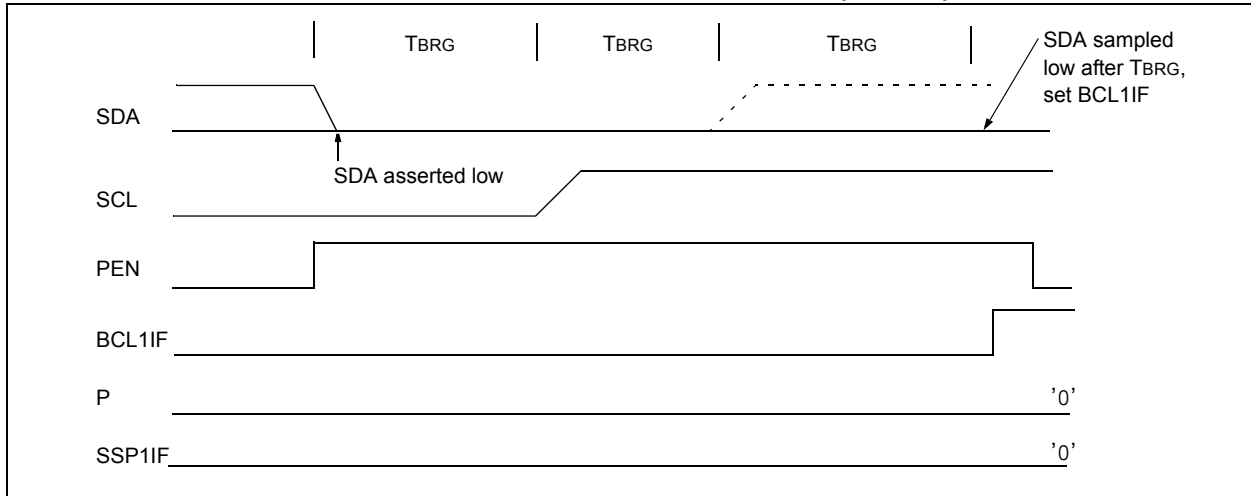 TBRG TBRG TBRG
SDA sampled
low after TBRG,
set BCL1IF
SDA
SDA asserted low
SCL
PEN
BCL1IF
P '0'
SSP1IF '0'